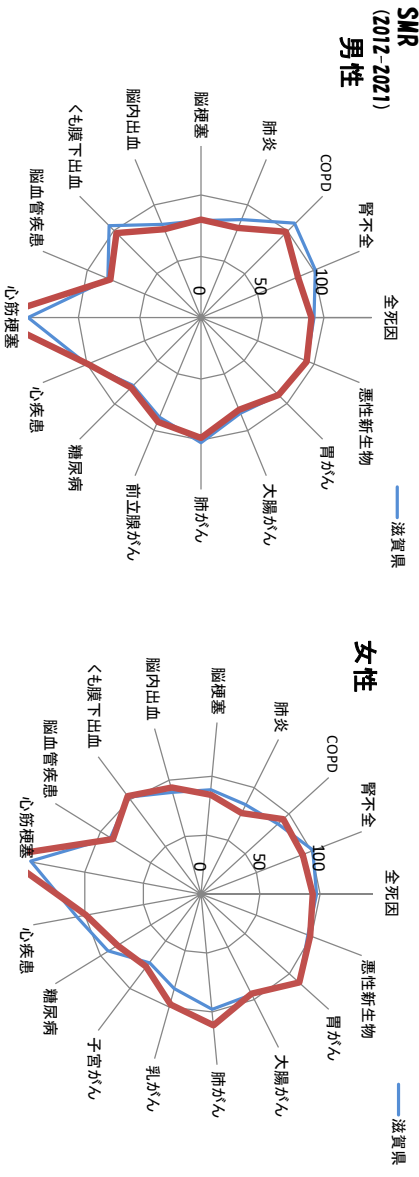 SMR
(2012-2021)
男性
全死因
悪性新生物
胃がん
大腸がん
肺がん
前立腺がん
糖尿病
心疾患
心筋梗塞
脳血管疾患
くも膜下出血
脳内出血
脳梗塞
肺炎
COPD
腎不全
0
50
100
滋賀県
女性
全死因
悪性新生物
胃がん
大腸がん
肺がん
乳がん
子宮がん
糖尿病
心疾患
心筋梗塞
脳血管疾患
くも膜下出血
脳内出血
脳梗塞
肺炎
COPD
腎不全
0
50
100
滋賀県